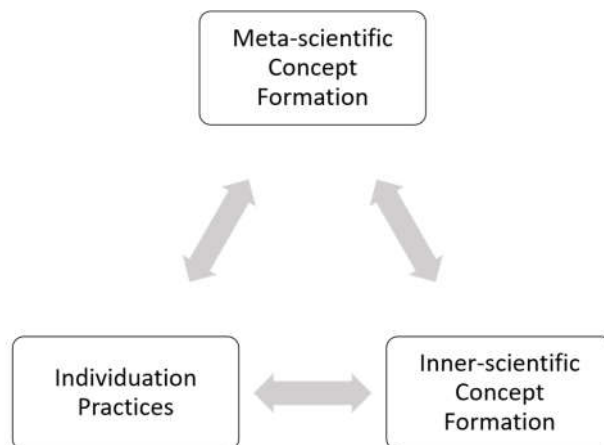 Meta-scientific
Concept
Formation
Individuation
Practices
Inner-scientific
Concept
Formation